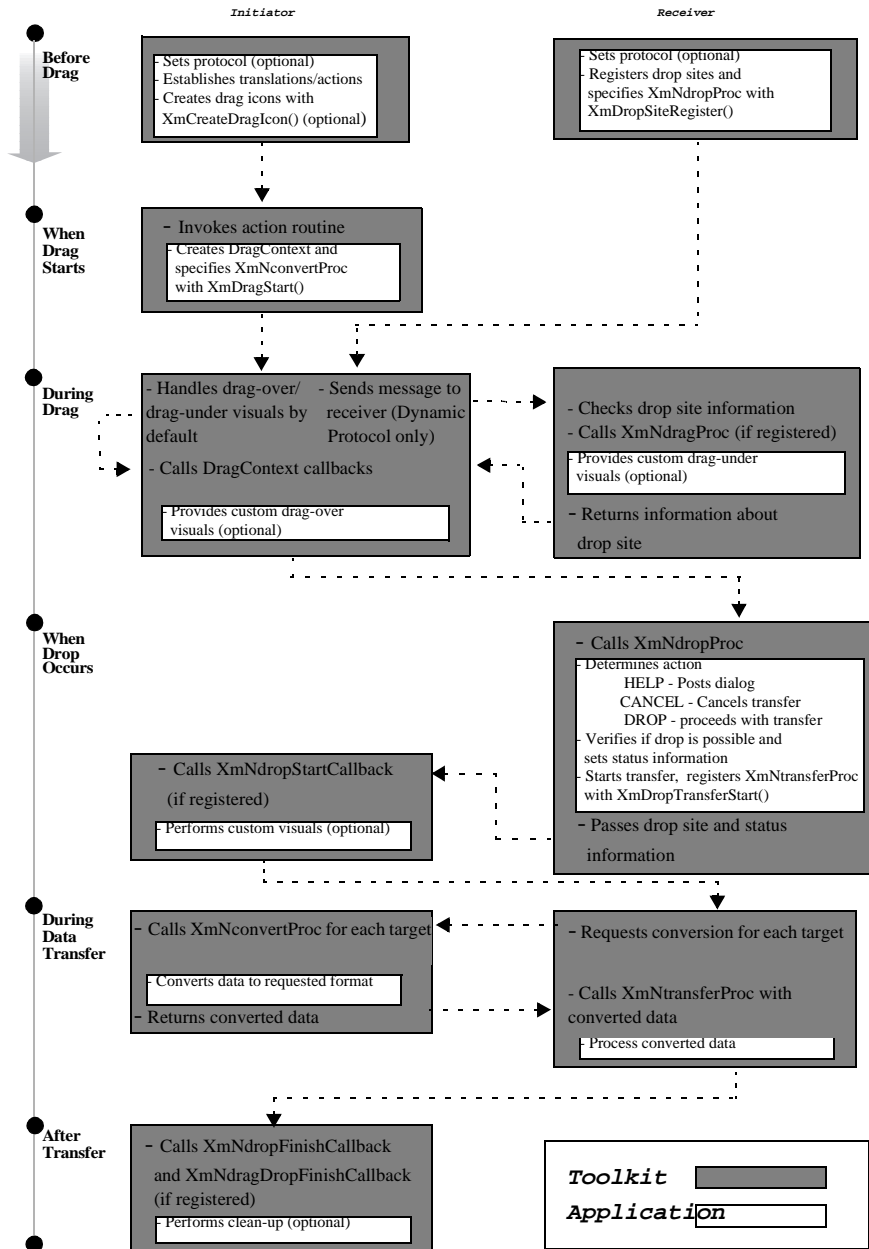 Initiator
Receiver
Before
Drag
- Sets protocol (optional)
- Establishes translations/actions
- Creates drag icons with
XmCreateDragIcon() (optional)
- Sets protocol (optional)
- Registers drop sites and
specifies XmNdropProc with
XmDropSiteRegister()
When
Drag
Starts
- Invokes action routine
- Creates DragContext and
specifies XmNconvertProc
with XmDragStart()
During
Drag
- Handles drag-over/
drag-under visuals by
default
- Sends message to
receiver (Dynamic
Protocol only)
- Calls DragContext callbacks
- Provides custom drag-over
visuals (optional)
- Checks drop site information
- Calls XmNdragProc (if registered)
- Provides custom drag-under
visuals (optional)
- Returns information about
drop site
When
Drop
Occurs
- Calls XmNdropProc
- Determines action
HELP - Posts dialog
CANCEL - Cancels transfer
DROP - proceeds with transfer
- Verifies if drop is possible and
sets status information
- Starts transfer, registers XmNtransferProc
with XmDropTransferStart()
- Passes drop site and status
information
- Calls XmNdropStartCallback
(if registered)
- Performs custom visuals (optional)
During
Data
Transfer
- Calls XmNconvertProc for each target
- Converts data to requested format
- Returns converted data
- Requests conversion for each target
- Calls XmNtransferProc with
converted data
- Process converted data
After
Transfer
- Calls XmNdropFinishCallback
and XmNdragDropFinishCallback
(if registered)
- Performs clean-up (optional)
Toolkit
Application